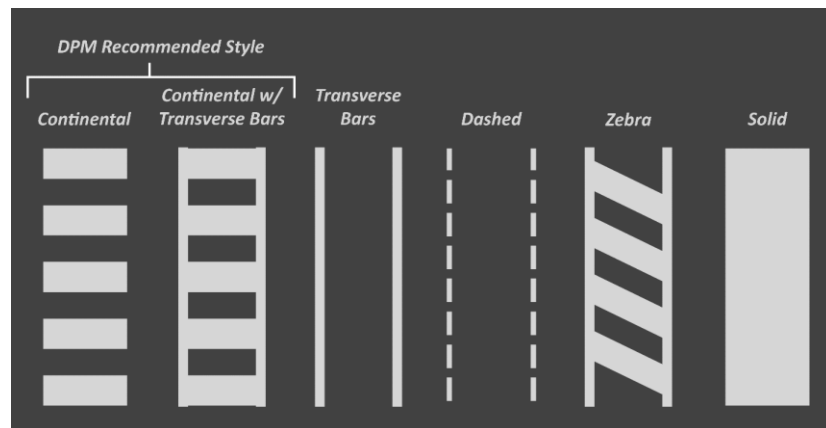 DPM Recommended Style
Continental
Continental w/
Transverse Bars
Transverse
Bars
Dashed
Zebra
Solid